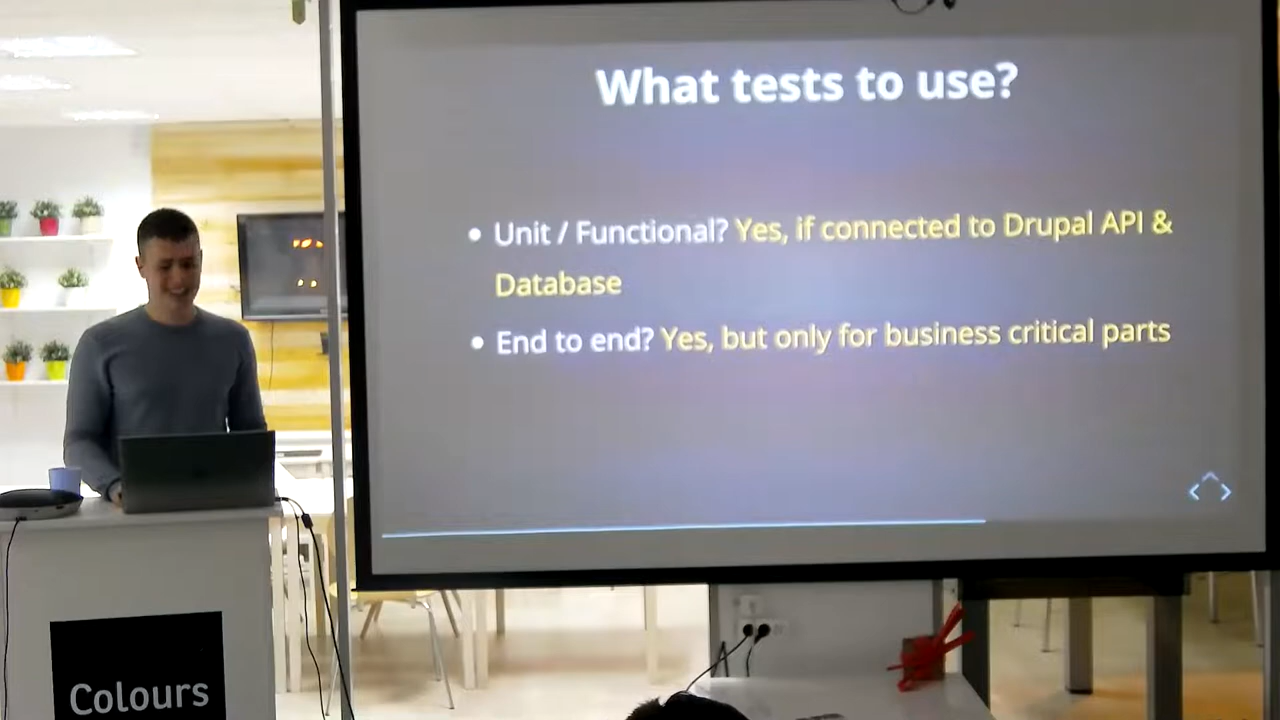 What tests to use?
Unit / Functional? Yes, if connected to Drupal API &
Database
End to end? Yes, but only for business critical parts
Colours